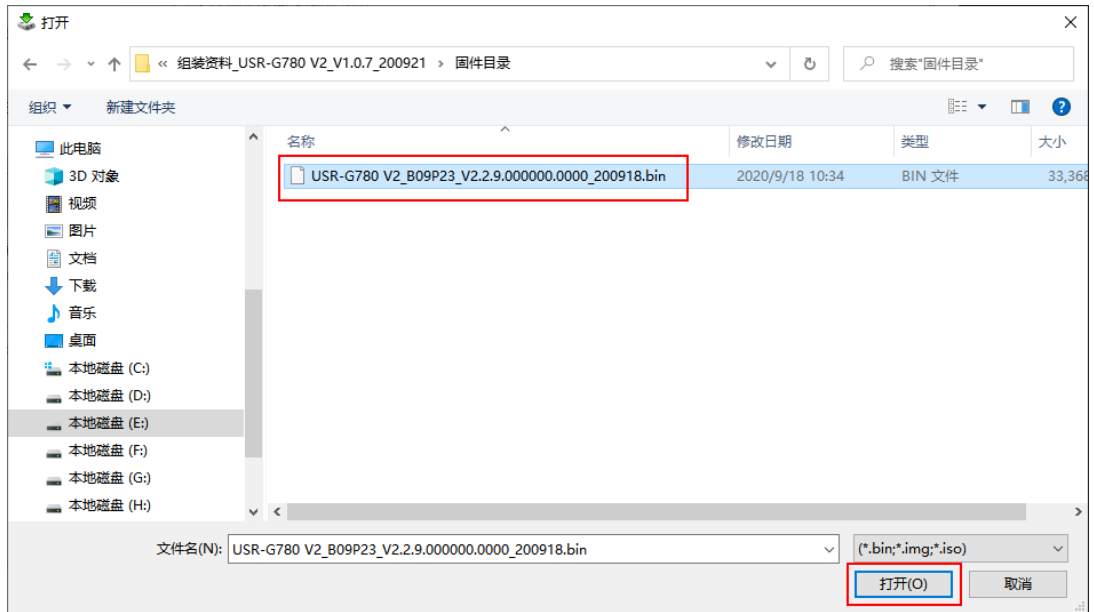 打开
« 组装资料_USR-G780 V2_V1.0.7_200921 › 固件目录
搜索"固件目录"
组织 新建文件夹
名称 修改日期 类型 大小
USR-G780 V2_B09P23_V2.2.9.000000.0000_200918.bin 2020/9/18 10:34 BIN 文件 33,368
此电脑
3D 对象
视频
图片
文档
下载
音乐
桌面
本地磁盘 (C:)
本地磁盘 (D:)
本地磁盘 (E:)
本地磁盘 (F:)
本地磁盘 (G:)
本地磁盘 (H:)
文件名(N): USR-G780 V2_B09P23_V2.2.9.000000.0000_200918.bin (*.bin;*.img;*.iso)
打开(O) 取消